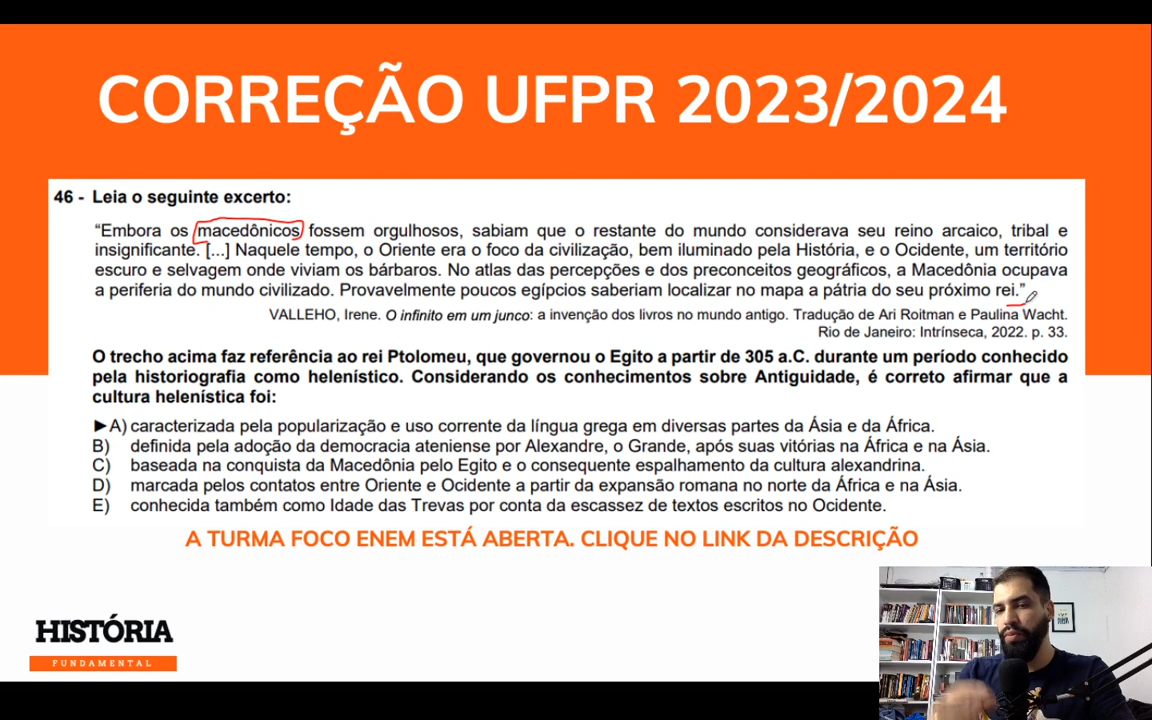 CORREÇÃO UFPR 2023/2024
46 - Leia o seguinte excerto:
“Embora os macedônicos fossem orgulhosos, sabiam que o restante do mundo considerava seu reino arcaico, tribal e
insignificante. [...] Naquele tempo, o Oriente era o foco da civilização, bem iluminado pela História, e o Ocidente, um território
escuro e selvagem onde viviam os bárbaros. No atlas das percepções e dos preconceitos geográficos, a Macedônia ocupava
a periferia do mundo civilizado. Provavelmente poucos egípcios saberiam localizar no mapa a pátria do seu próximo rei.”
VALLEHO, Irene. O infinito em um junco: a invenção dos livros no mundo antigo. Tradução de Ari Roitman e Paulina Wacht.
Rio de Janeiro: Intrínseca, 2022. p. 33.
O trecho acima faz referência ao rei Ptolomeu, que governou o Egito a partir de 305 a.C. durante um período conhecido
pela historiografia como helenístico. Considerando os conhecimentos sobre Antiguidade, é correto afirmar que a
cultura helenística foi:
►A) caracterizada pela popularização e uso corrente da língua grega em diversas partes da Ásia e da África.
B) definida pela adoção da democracia ateniense por Alexandre, o Grande, após suas vitórias na África e na Ásia.
C) baseada na conquista da Macedônia pelo Egito e o consequente espalhamento da cultura alexandrina.
D) marcada pelos contatos entre Oriente e Ocidente a partir da expansão romana no norte da África e na Ásia.
E) conhecida também como Idade das Trevas por conta da escassez de textos escritos no Ocidente.
A TURMA FOCO ENEM ESTÁ ABERTA. CLIQUE NO LINK DA DESCRIÇÃO
HISTÓRIA
FUNDAMENTAL